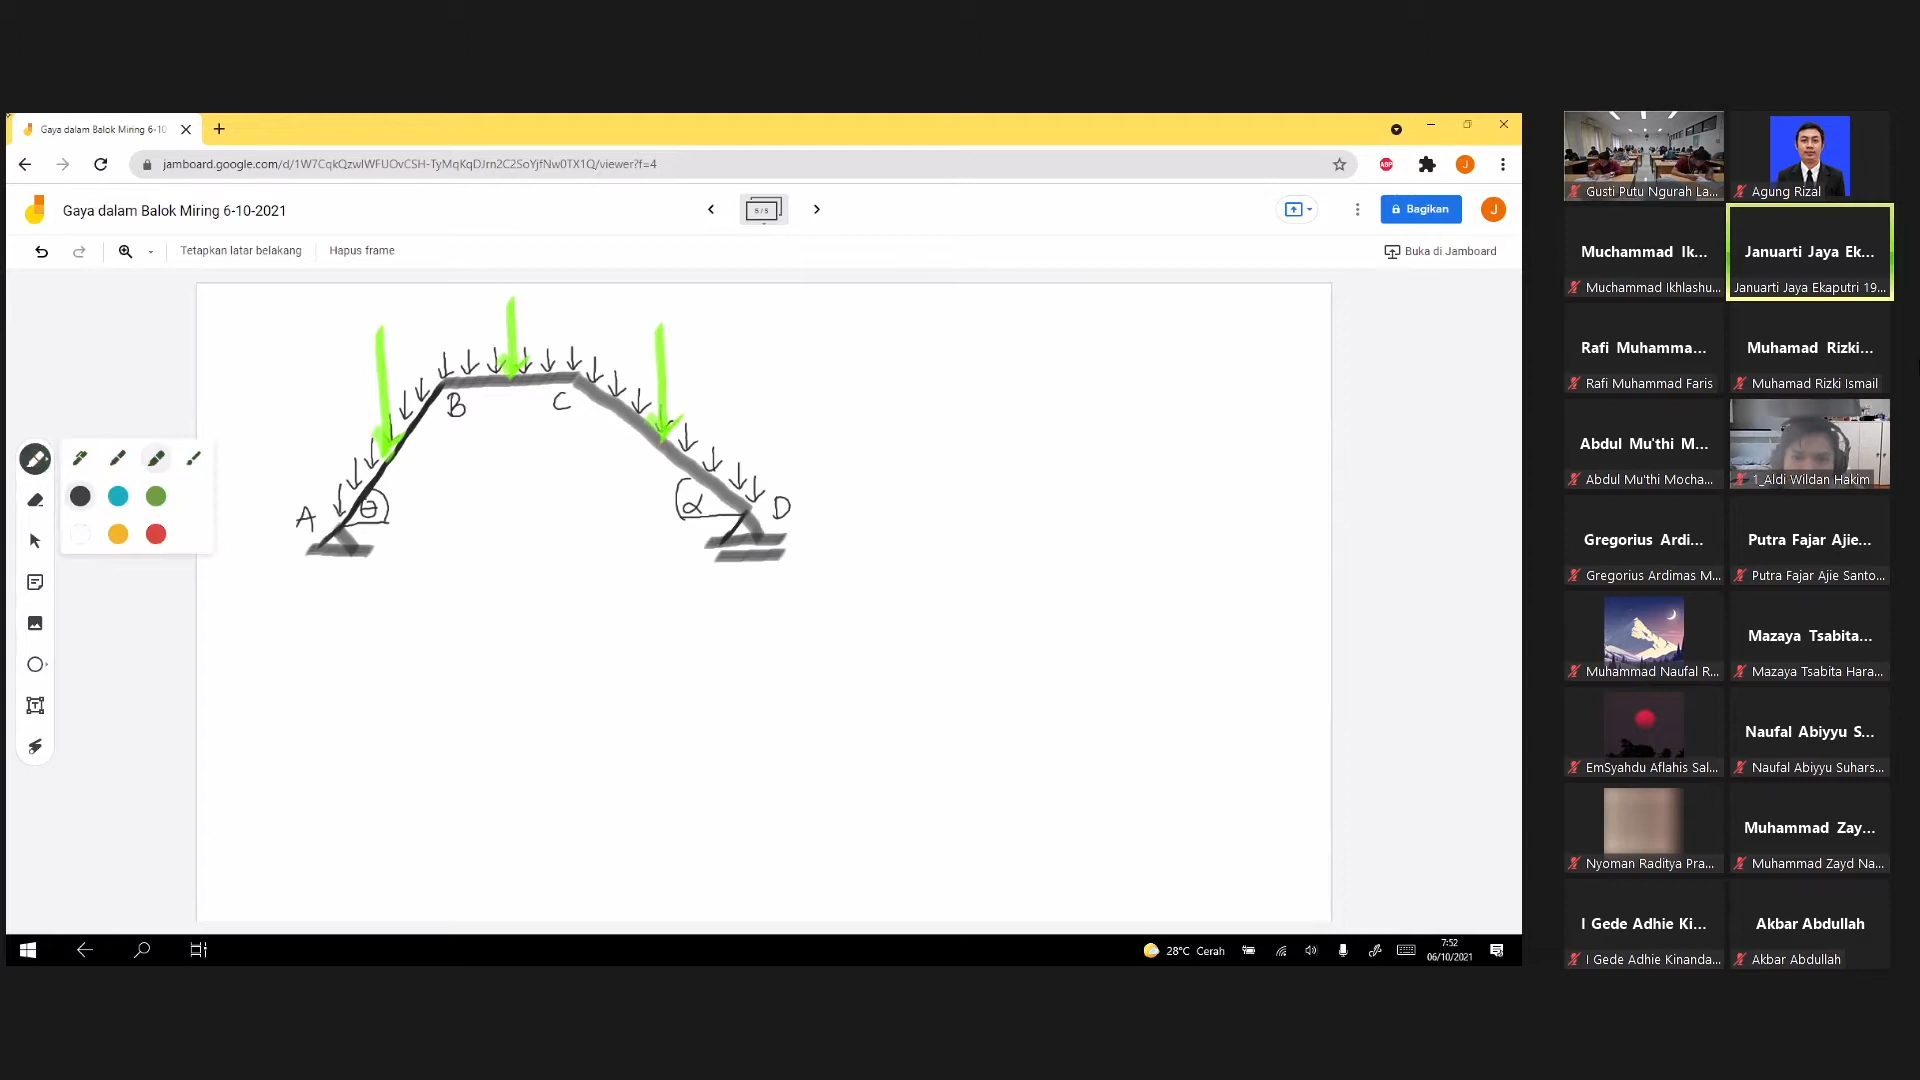 Gaya dalam Balok Miring 6-10
jamboard.google.com/d/1W7CqkQzwIWFUOvCSH-TyMqKqDJrn2C2SoYjfNw0TX1Q/viewer?f=4
ABP
J
Gaya dalam Balok Miring 6-10-2021
5/5
Bagikan
J
Tetapkan latar belakang
Hapus frame
Buka di Jamboard
B
C
A
θ
α
D
28°C Cerah
7:52
06/10/2021
Gusti Putu Ngurah La...
Agung Rizal
Muchammad Ik...
Muchammad Ikhlashu...
Januarti Jaya Ek...
Januarti Jaya Ekaputri 19...
Rafi Muhamma...
Rafi Muhammad Faris
Muhamad Rizki...
Muhamad Rizki Ismail
Abdul Mu'thi M...
Abdul Mu'thi Mocha...
1_Aldi Wildan Hakim
Gregorius Ardi...
Gregorius Ardimas M...
Putra Fajar Ajie...
Putra Fajar Ajie Santo...
Muhammad Naufal R...
Mazaya Tsabita...
Mazaya Tsabita Hara...
EmSyahdu Aflahis Sal...
Naufal Abiyyu S...
Naufal Abiyyu Suhars...
Nyoman Raditya Pra...
Muhammad Zay...
Muhammad Zayd Na...
I Gede Adhie Ki...
I Gede Adhie Kinanda...
Akbar Abdullah
Akbar Abdullah